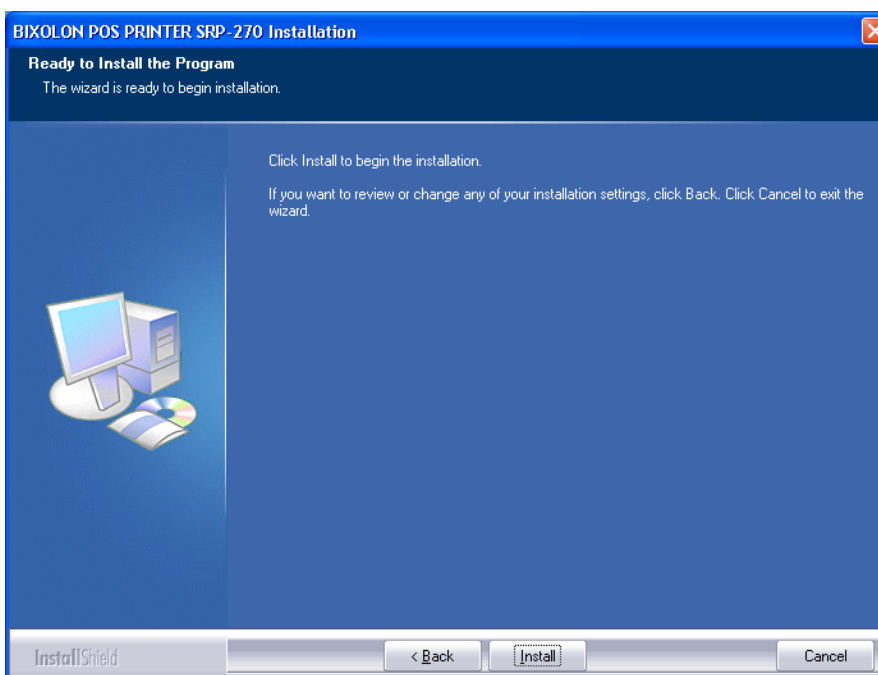 BIXOLON POS PRINTER SRP-270 Installation
Ready to Install the Program
The wizard is ready to begin installation.
Click Install to begin the installation.
If you want to review or change any of your installation settings, click Back. Click Cancel to exit the
wizard.
InstallShield
< Back Install Cancel